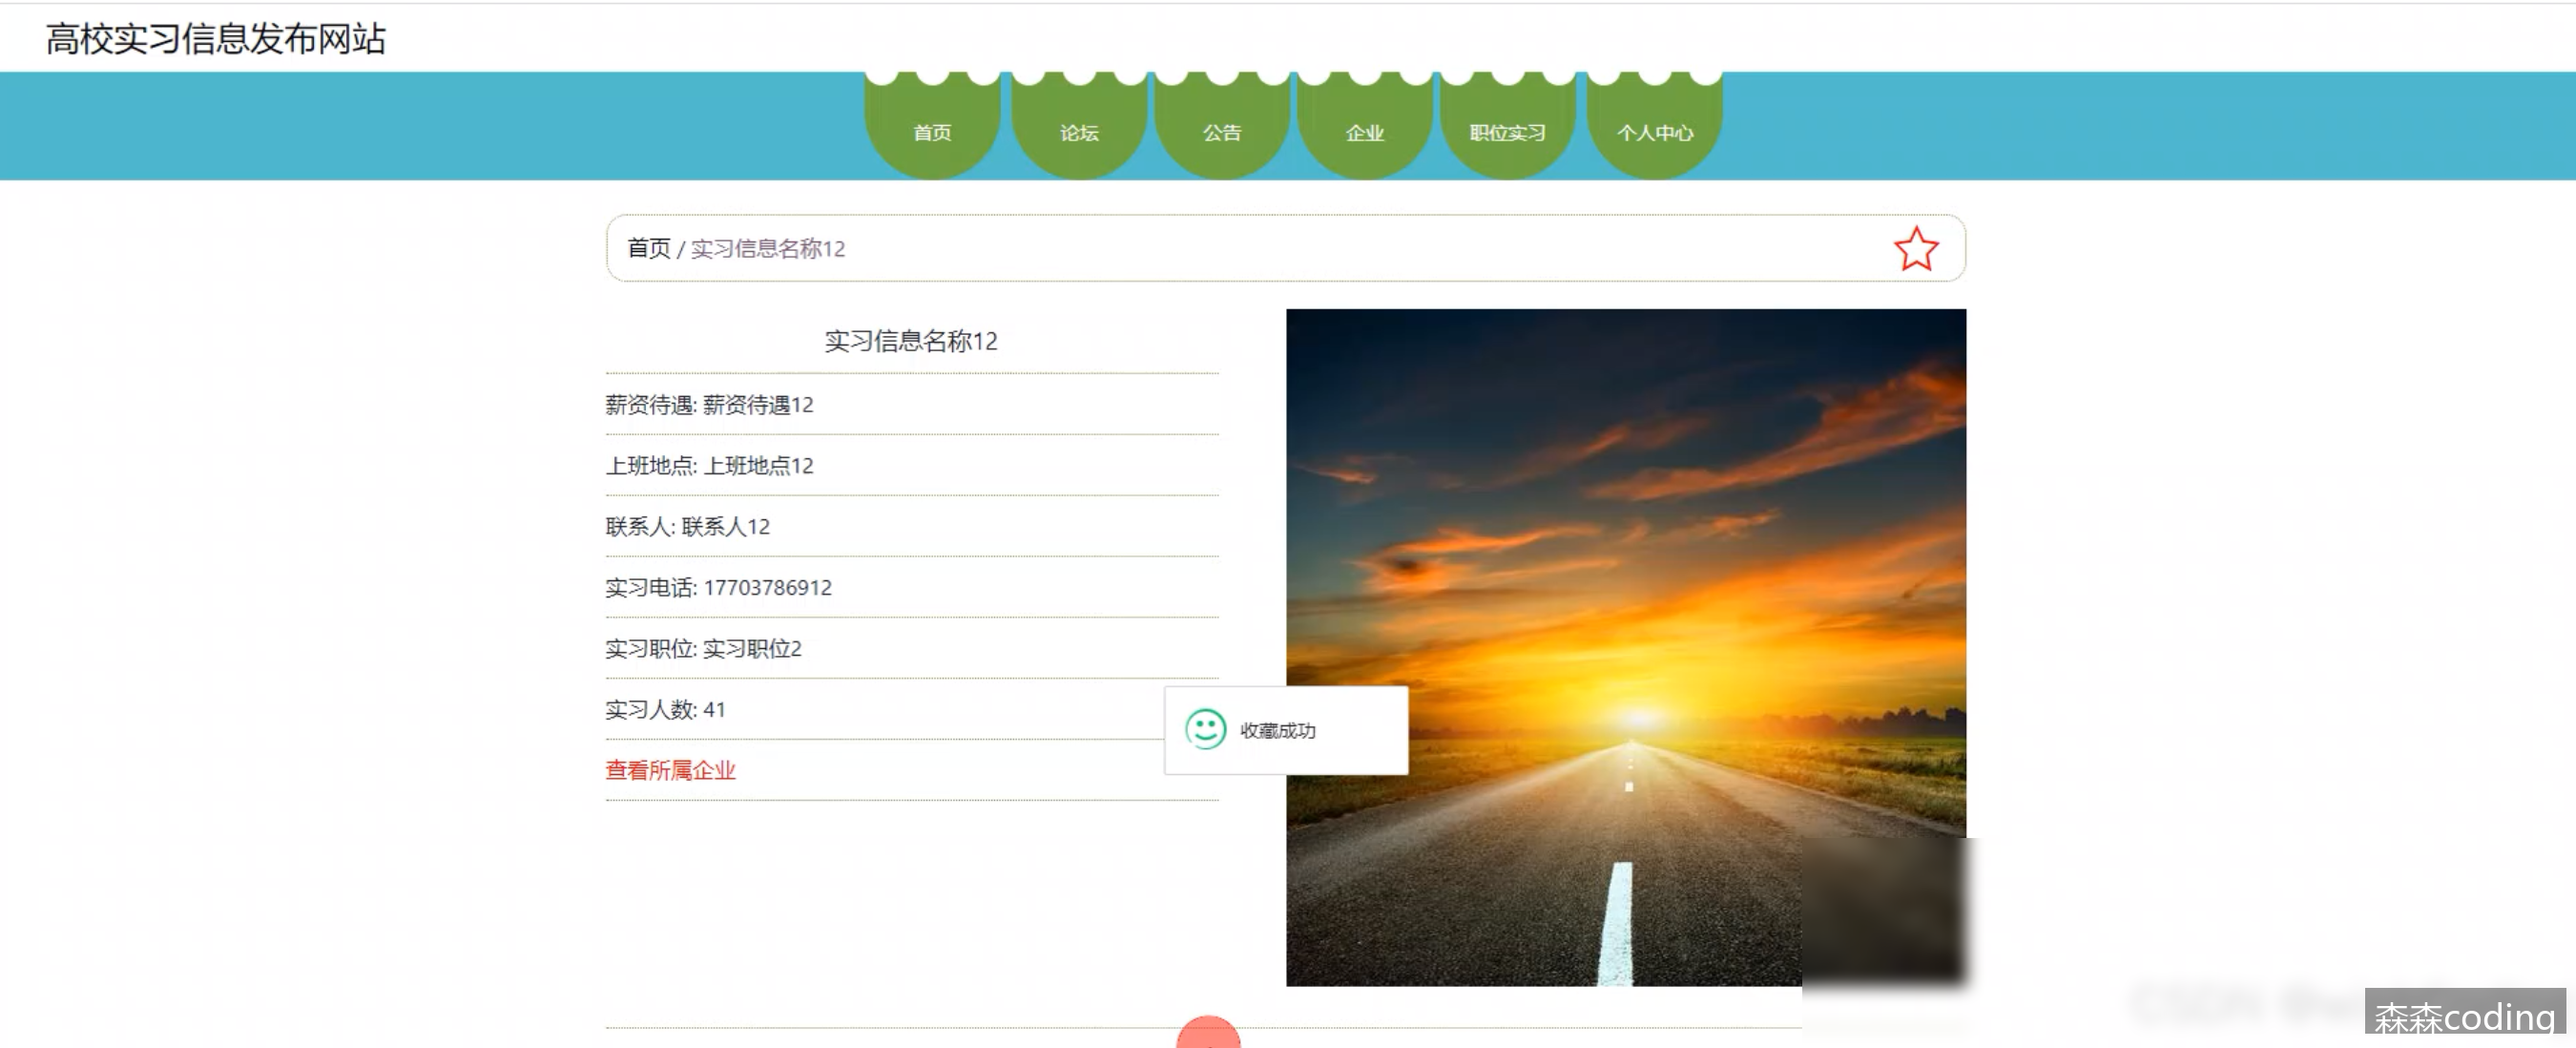 高校实习信息发布网站
首页 论坛 公告 企业 职位实习 个人中心
首页 / 实习信息名称12
实习信息名称12
薪资待遇: 薪资待遇12
上班地点: 上班地点12
联系人: 联系人12
实习电话: 17703786912
实习职位: 实习职位2
实习人数: 41
收藏成功
查看所属企业
森森coding